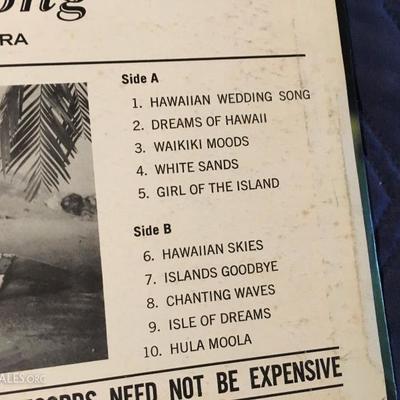 RA
Side A
1. HAWAIIAN WEDDING SONG
2. DREAMS OF HAWAII
3. WAIKIKI MOODS
4. WHITE SANDS
5. GIRL OF THE ISLAND
Side B
6. HAWAIIAN SKIES
7. ISLANDS GOODBYE
8. CHANTING WAVES
9. ISLE OF DREAMS
10. HULA MOOLA
NEED NOT BE EXPENSIVE
ALES.ORG